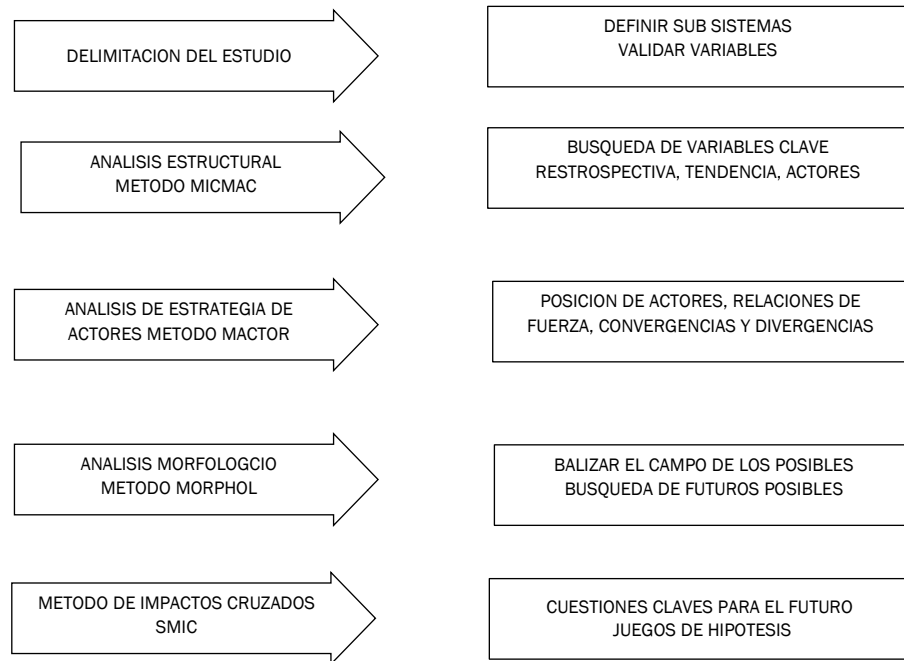 DELIMITACION DEL ESTUDIO
DEFINIR SUB SISTEMAS
VALIDAR VARIABLES
ANALISIS ESTRUCTURAL
METODO MICMAC
BUSQUEDA DE VARIABLES CLAVE
RESTROSPECTIVA, TENDENCIA, ACTORES
ANALISIS DE ESTRATEGIA DE
ACTORES METODO MACTOR
POSICION DE ACTORES, RELACIONES DE
FUERZA, CONVERGENCIAS Y DIVERGENCIAS
ANALISIS MORFOLOGCIO
METODO MORPHOL
BALIZAR EL CAMPO DE LOS POSIBLES
BUSQUEDA DE FUTUROS POSIBLES
METODO DE IMPACTOS CRUZADOS
SMIC
CUESTIONES CLAVES PARA EL FUTURO
JUEGOS DE HIPOTESIS